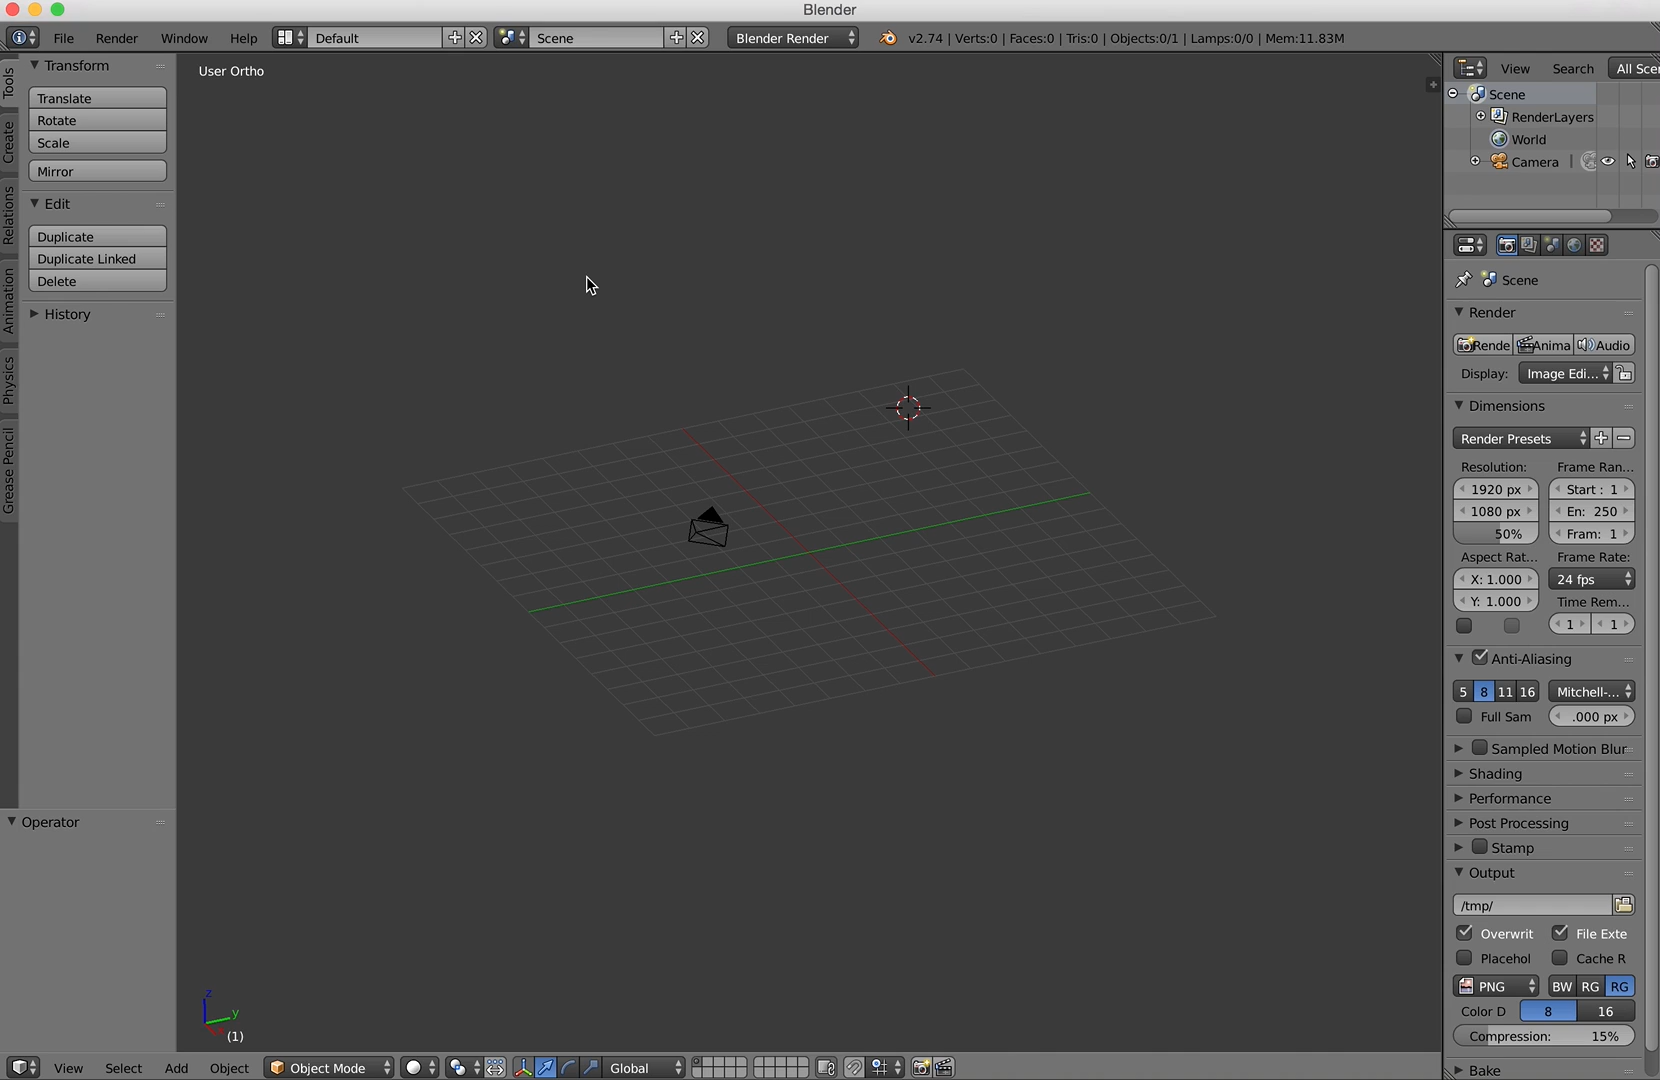 Blender
File Render Window Help Default Scene Blender Render v2.74 | Verts:0 | Faces:0 | Tris:0 | Objects:0/1 | Lamps:0/0 | Mem:11.83M
Tools
Create
Relations
Animation
Physics
Grease Pencil
Transform
Translate
Rotate
Scale
Mirror
Edit
Duplicate
Duplicate Linked
Delete
History
Operator
User Ortho
z
y
(1)
View Select Add Object Object Mode Global
View Search All Scer
Scene
RenderLayers
World
Camera |
Scene
Render
Rende Anima Audio
Display: Image Edi...
Dimensions
Render Presets
Resolution: Frame Ran...
1920 px Start : 1
1080 px En: 250
50% Fram: 1
Aspect Rat... Frame Rate:
X: 1.000 24 fps
Y: 1.000 Time Rem...
1 1
Anti-Aliasing
5 8 11 16 Mitchell-...
Full Sam .000 px
Sampled Motion Blur
Shading
Performance
Post Processing
Stamp
Output
/tmp/
Overwrit File Exte
Placehol Cache R
PNG BW RG RG
Color D 8 16
Compression: 15%
Bake